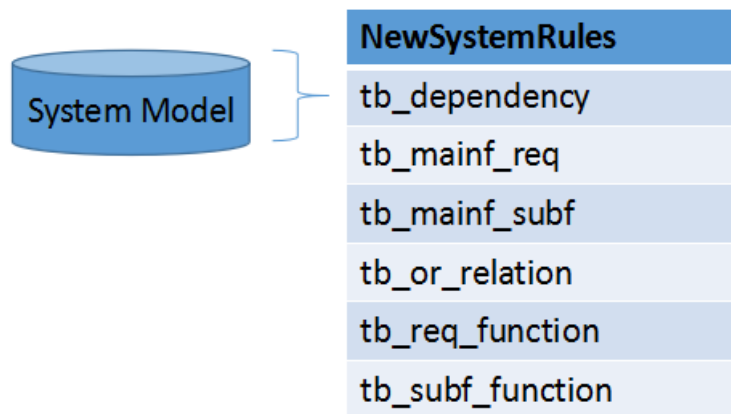 System Model
NewSystemRules
tb_dependency
tb_mainf_req
tb_mainf_subf
tb_or_relation
tb_req_function
tb_subf_function